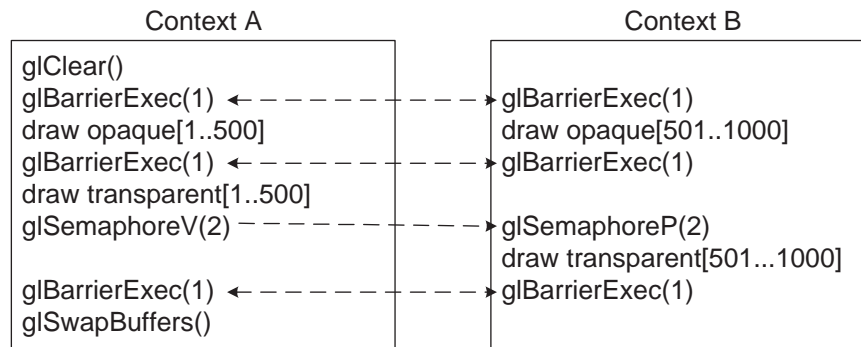 Context A
glClear()
glBarrierExec(1)
draw opaque[1..500]
glBarrierExec(1)
draw transparent[1..500]
glSemaphoreV(2)
glBarrierExec(1)
glSwapBuffers()
Context B
glBarrierExec(1)
draw opaque[501..1000]
glBarrierExec(1)
glSemaphoreP(2)
draw transparent[501...1000]
glBarrierExec(1)